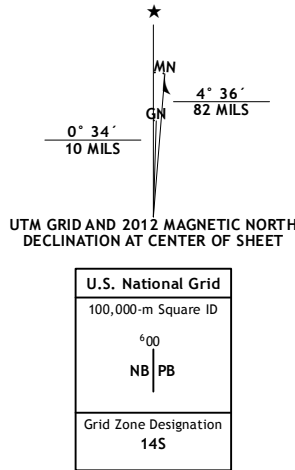 ★
MN
GN
4° 36´
82 MILS
0° 34´
10 MILS
UTM GRID AND 2012 MAGNETIC NORTH
DECLINATION AT CENTER OF SHEET
U.S. National Grid
100,000-m Square ID
⁶00
NB PB
Grid Zone Designation
14S